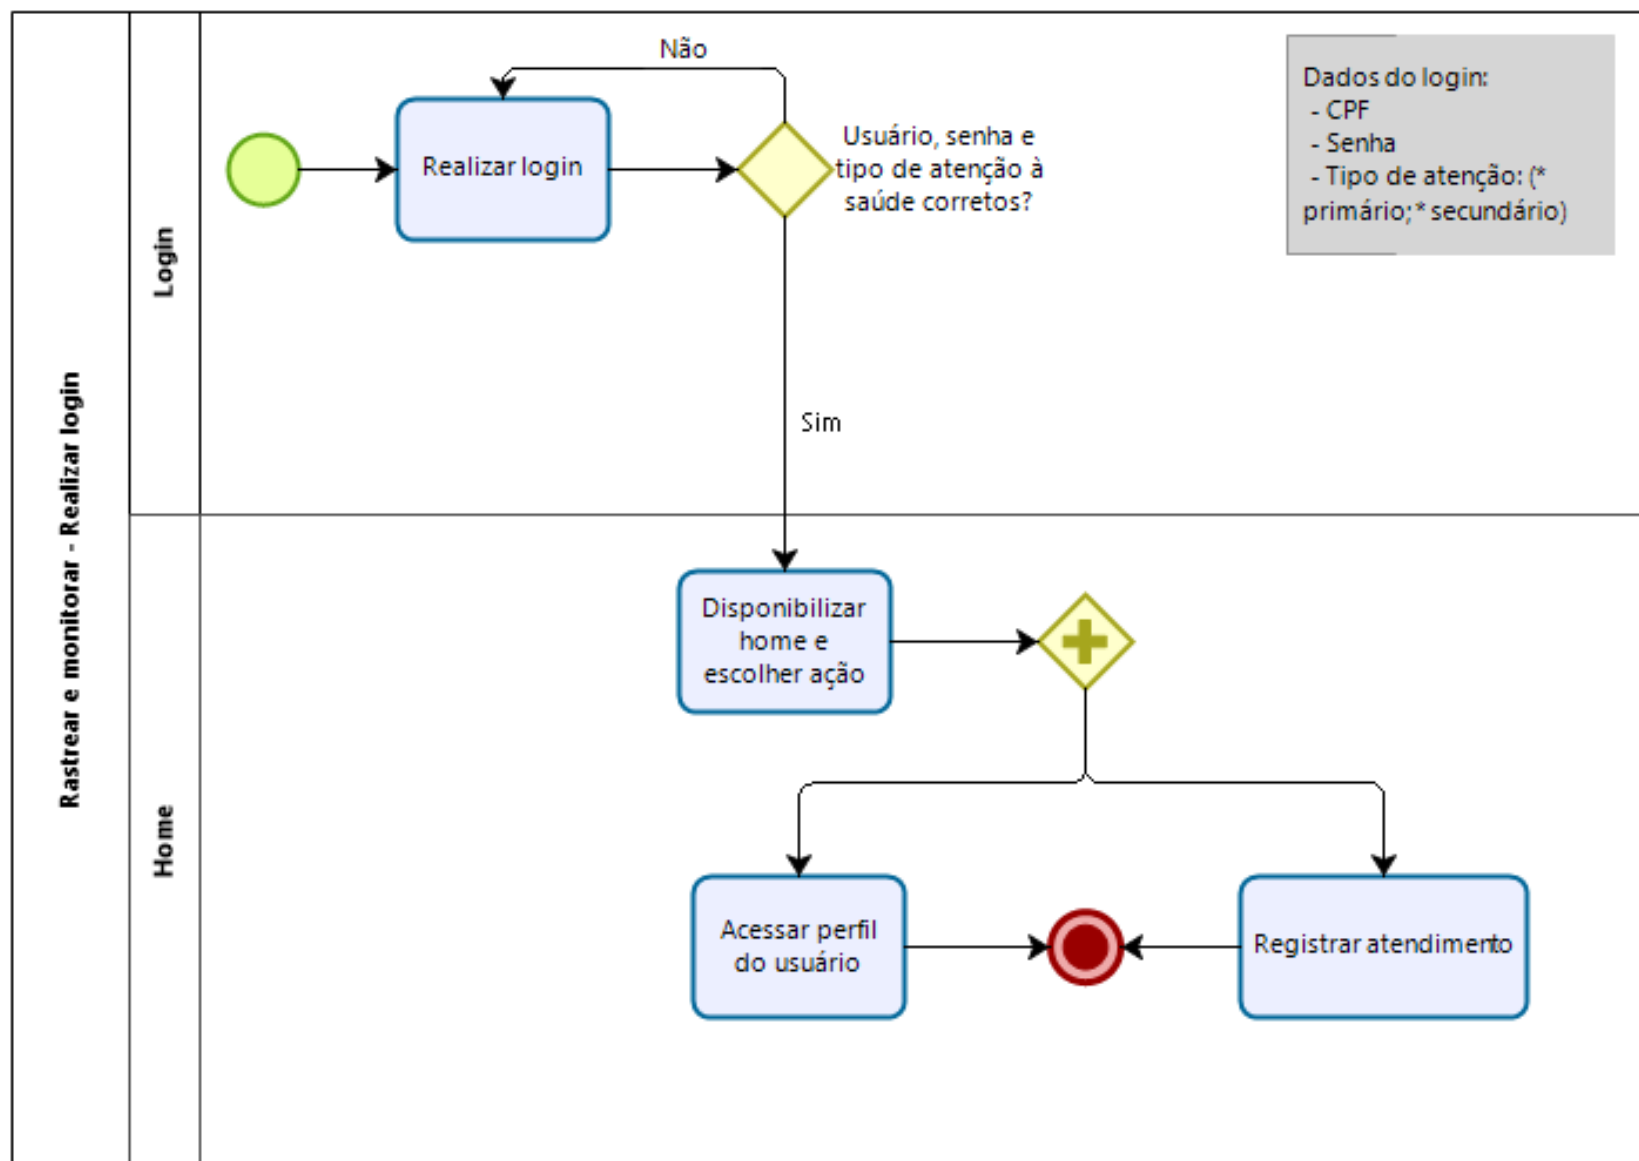 Rastrear e monitorar - Realizar login
Login
Não
Realizar login
Usuário, senha e
tipo de atenção à
saúde corretos?
Dados do login:
- CPF
- Senha
- Tipo de atenção: (*
primário; * secundário)
Sim
Home
Disponibilizar
home e
escolher ação
Acessar perfil
do usuário
Registrar atendimento